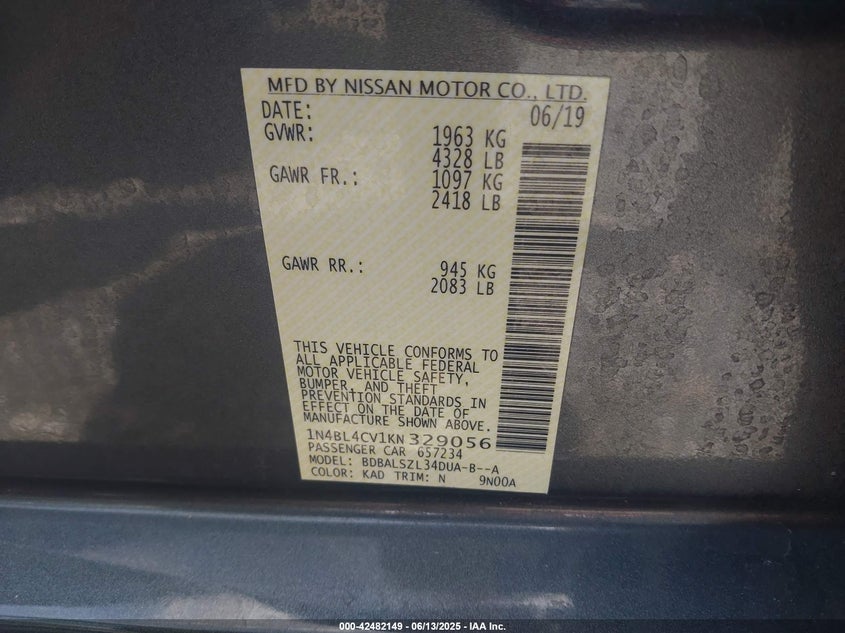 MFD BY NISSAN MOTOR CO., LTD.
DATE: 06/19
GVWR: 1963 KG
4328 LB
GAWR FR.: 1097 KG
2418 LB
GAWR RR.: 945 KG
2083 LB
THIS VEHICLE CONFORMS TO
ALL APPLICABLE FEDERAL
MOTOR VEHICLE SAFETY,
BUMPER, AND THEFT
PREVENTION STANDARDS IN
EFFECT ON THE DATE OF
MANUFACTURE SHOWN ABOVE.
1N4BL4CV1KN329056
PASSENGER CAR 657234
MODEL: BDBALSZL34DUA-B--A
COLOR: KAD TRIM: N 9N00A
000-42482149 - 06/13/2025 - IAA Inc.